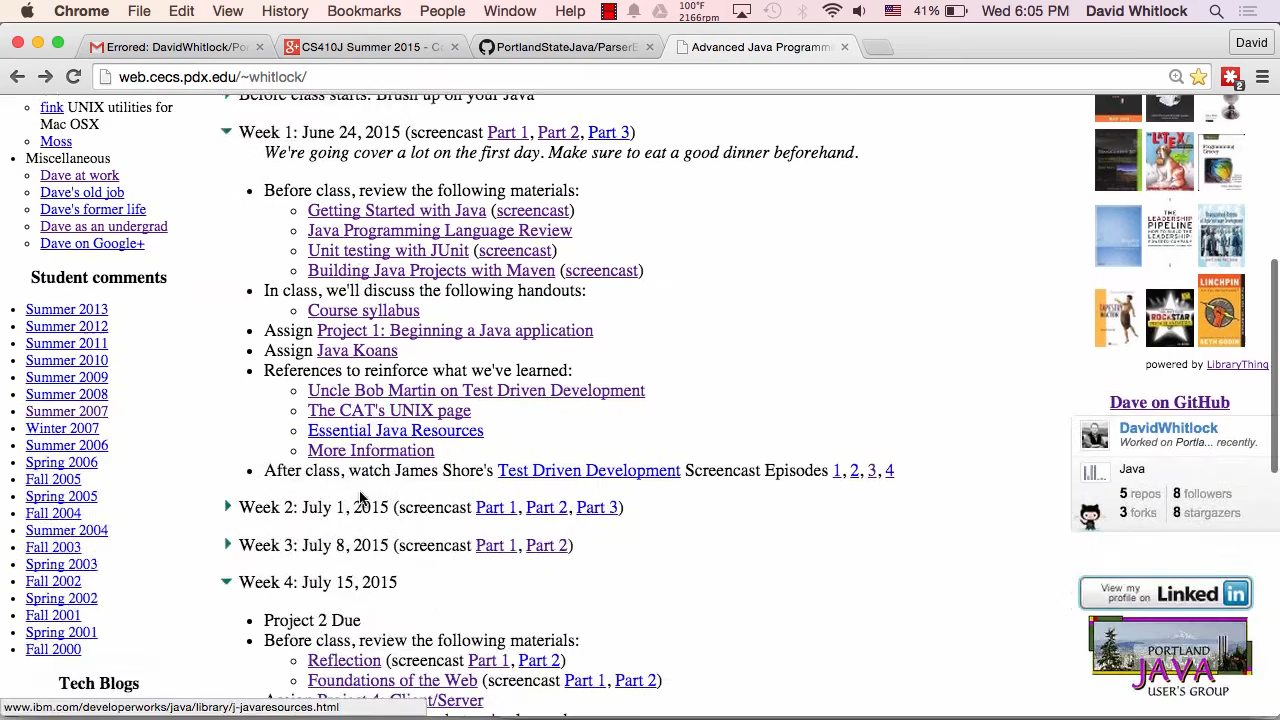 Chrome File Edit View History Bookmarks People Window Help 100°F 2166rpm 41% Wed 6:05 PM David Whitlock
Errored: DavidWhitlock/Po
CS410J Summer 2015 - C
PortlandStateJava/ParserE
Advanced Java Programmi
David
web.cecs.pdx.edu/~whitlock/
2
fink UNIX utilities for
Mac OSX
Moss
Miscellaneous
Dave at work
Dave's old job
Dave's former life
Dave as an undergrad
Dave on Google+
Student comments
Summer 2013
Summer 2012
Summer 2011
Summer 2010
Summer 2009
Summer 2008
Summer 2007
Winter 2007
Summer 2006
Spring 2006
Fall 2005
Spring 2005
Fall 2004
Summer 2004
Fall 2003
Spring 2003
Fall 2002
Spring 2002
Fall 2001
Spring 2001
Fall 2000
Tech Blogs
www.ibm.com/developerworks/java/library/j-javaresources.html
Before class starts: Brush up on your Java
Week 1: June 24, 2015 (screencast Part 1, Part 2, Part 3)
We're going cover a lot on the first day. Make sure to eat a good dinner beforehand.
Before class, review the following materials:
Getting Started with Java (screencast)
Java Programming Language Review
Unit testing with JUnit (screencast)
Building Java Projects with Maven (screencast)
In class, we'll discuss the following handouts:
Course syllabus
Assign Project 1: Beginning a Java application
Assign Java Koans
References to reinforce what we've learned:
Uncle Bob Martin on Test Driven Development
The CAT's UNIX page
Essential Java Resources
More Information
After class, watch James Shore's Test Driven Development Screencast Episodes 1, 2, 3, 4
Week 2: July 1, 2015 (screencast Part 1, Part 2, Part 3)
Week 3: July 8, 2015 (screencast Part 1, Part 2)
Week 4: July 15, 2015
Project 2 Due
Before class, review the following materials:
Reflection (screencast Part 1, Part 2)
Foundations of the Web (screencast Part 1, Part 2)
Assign Project 4: Client/Server
LATEX
THE LEADERSHIP PIPELINE
LINCHPIN
ROCKSTAR
SETH GODIN
powered by LibraryThing
Dave on GitHub
DavidWhitlock
Worked on Portla... recently.
Java
5 repos 8 followers
3 forks 8 stargazers
View my profile on Linked in
PORTLAND
JAVA
USER'S GROUP